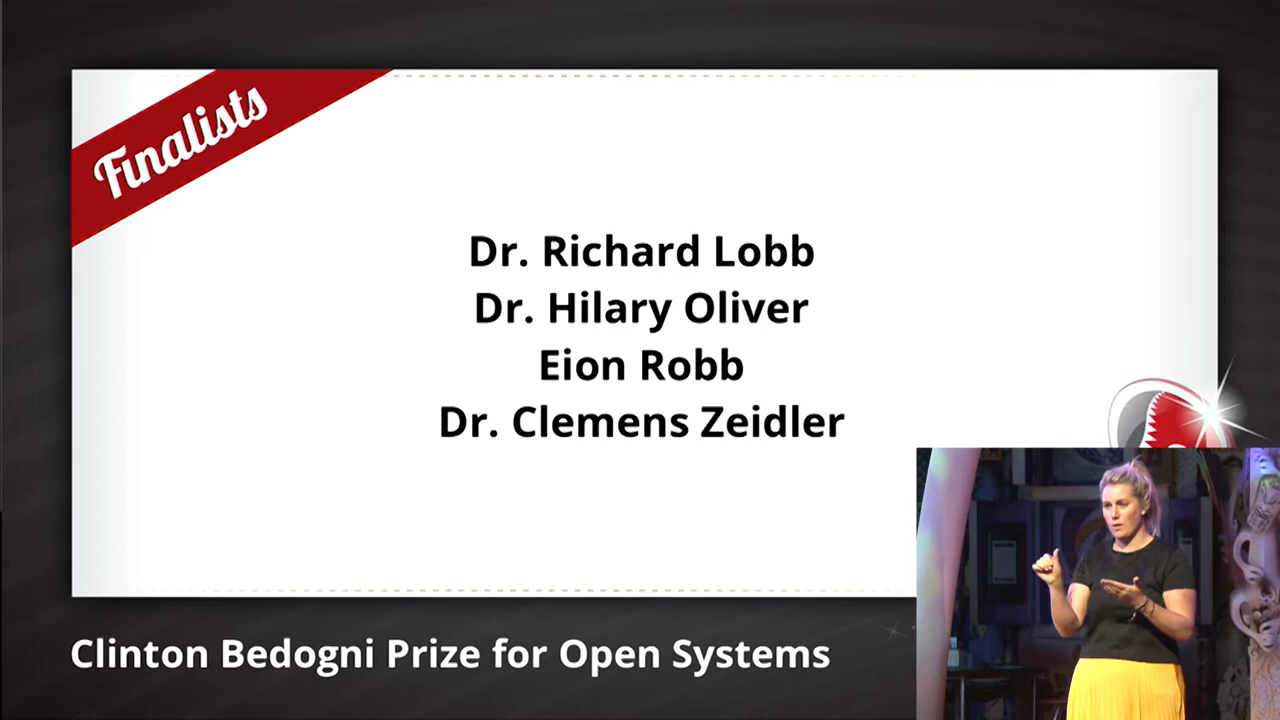 Finalists
Dr. Richard Lobb
Dr. Hilary Oliver
Eion Robb
Dr. Clemens Zeidler
Clinton Bedogni Prize for Open Systems